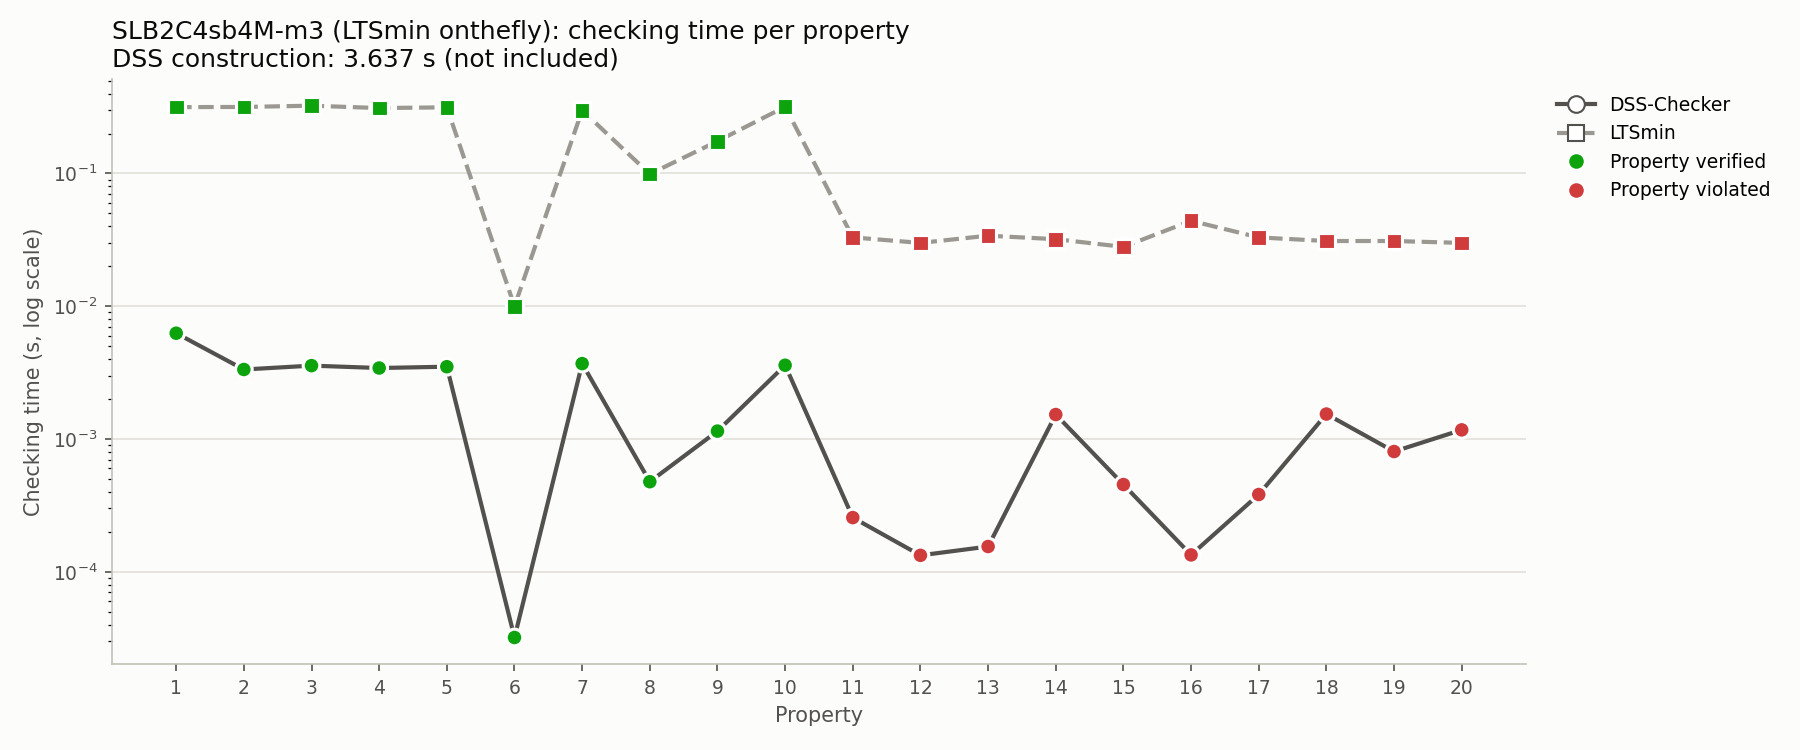 SLB2C4sb4M-m3 (LTSmin onthefly): checking time per property
DSS construction: 3.637 s (not included)
DSS-Checker
LTSmin
Property verified
Property violated
Checking time (s, log scale)
10⁻¹
10⁻²
10⁻³
10⁻⁴
1 2 3 4 5 6 7 8 9 10 11 12 13 14 15 16 17 18 19 20
Property